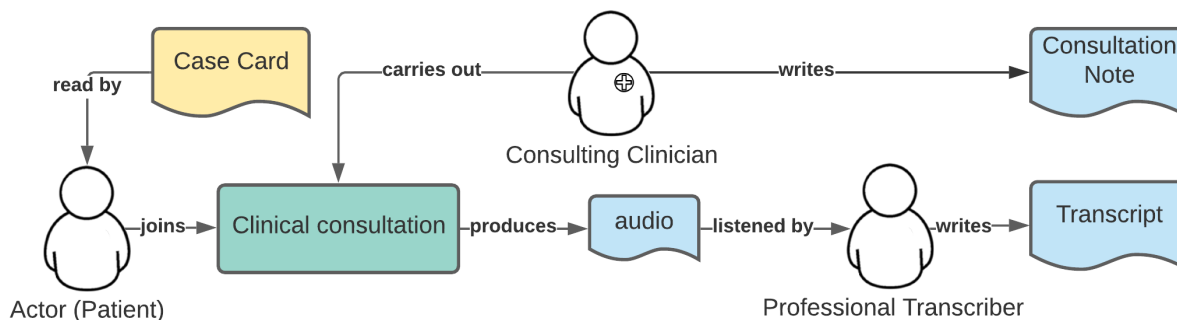 Case Card
read by
carries out
writes
Consultation
Note
Consulting Clinician
joins
Clinical consultation
produces
audio
listened by
writes
Transcript
Actor (Patient)
Professional Transcriber